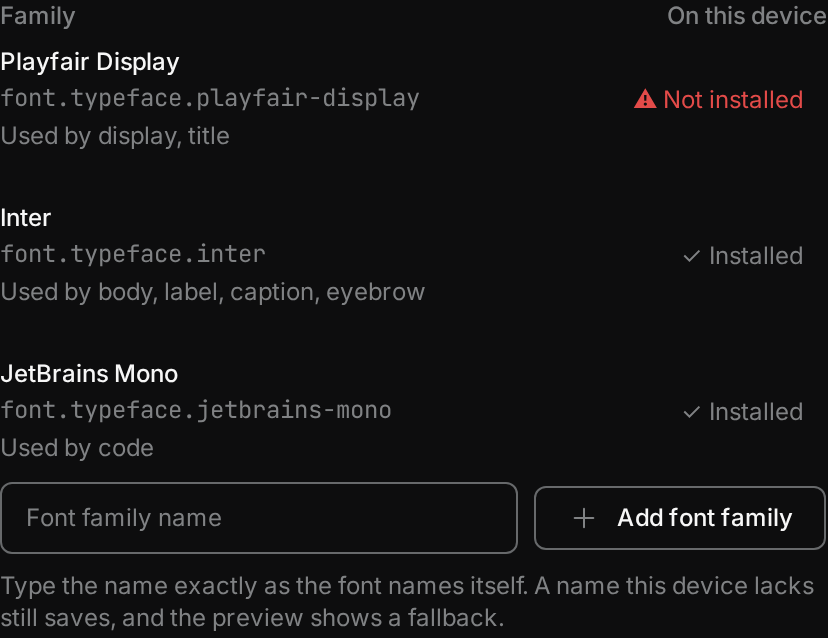 Family
On this device
Playfair Display
font.typeface.playfair-display
Not installed
Used by display, title
Inter
font.typeface.inter
Installed
Used by body, label, caption, eyebrow
JetBrains Mono
font.typeface.jetbrains-mono
Installed
Used by code
Font family name
Add font family
Type the name exactly as the font names itself. A name this device lacks
still saves, and the preview shows a fallback.